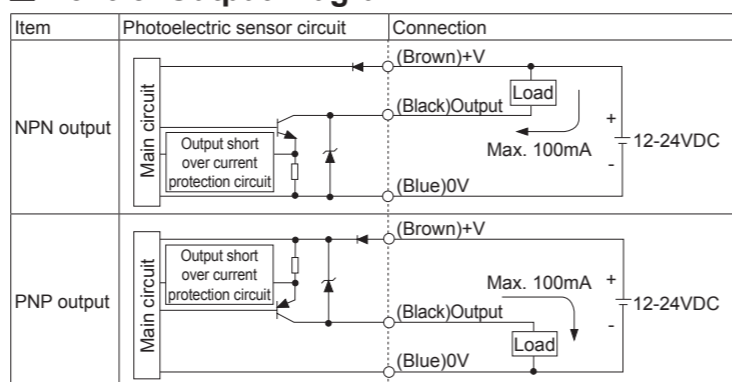 Item
Photoelectric sensor circuit
Connection
NPN output
Main circuit
Output short
over current
protection circuit
(Brown)+V
Load
(Black)Output
Max. 100mA
+
12-24VDC
-
(Blue)0V
PNP output
Main circuit
Output short
over current
protection circuit
(Brown)+V
Max. 100mA
+
12-24VDC
-
(Black)Output
Load
(Blue)0V